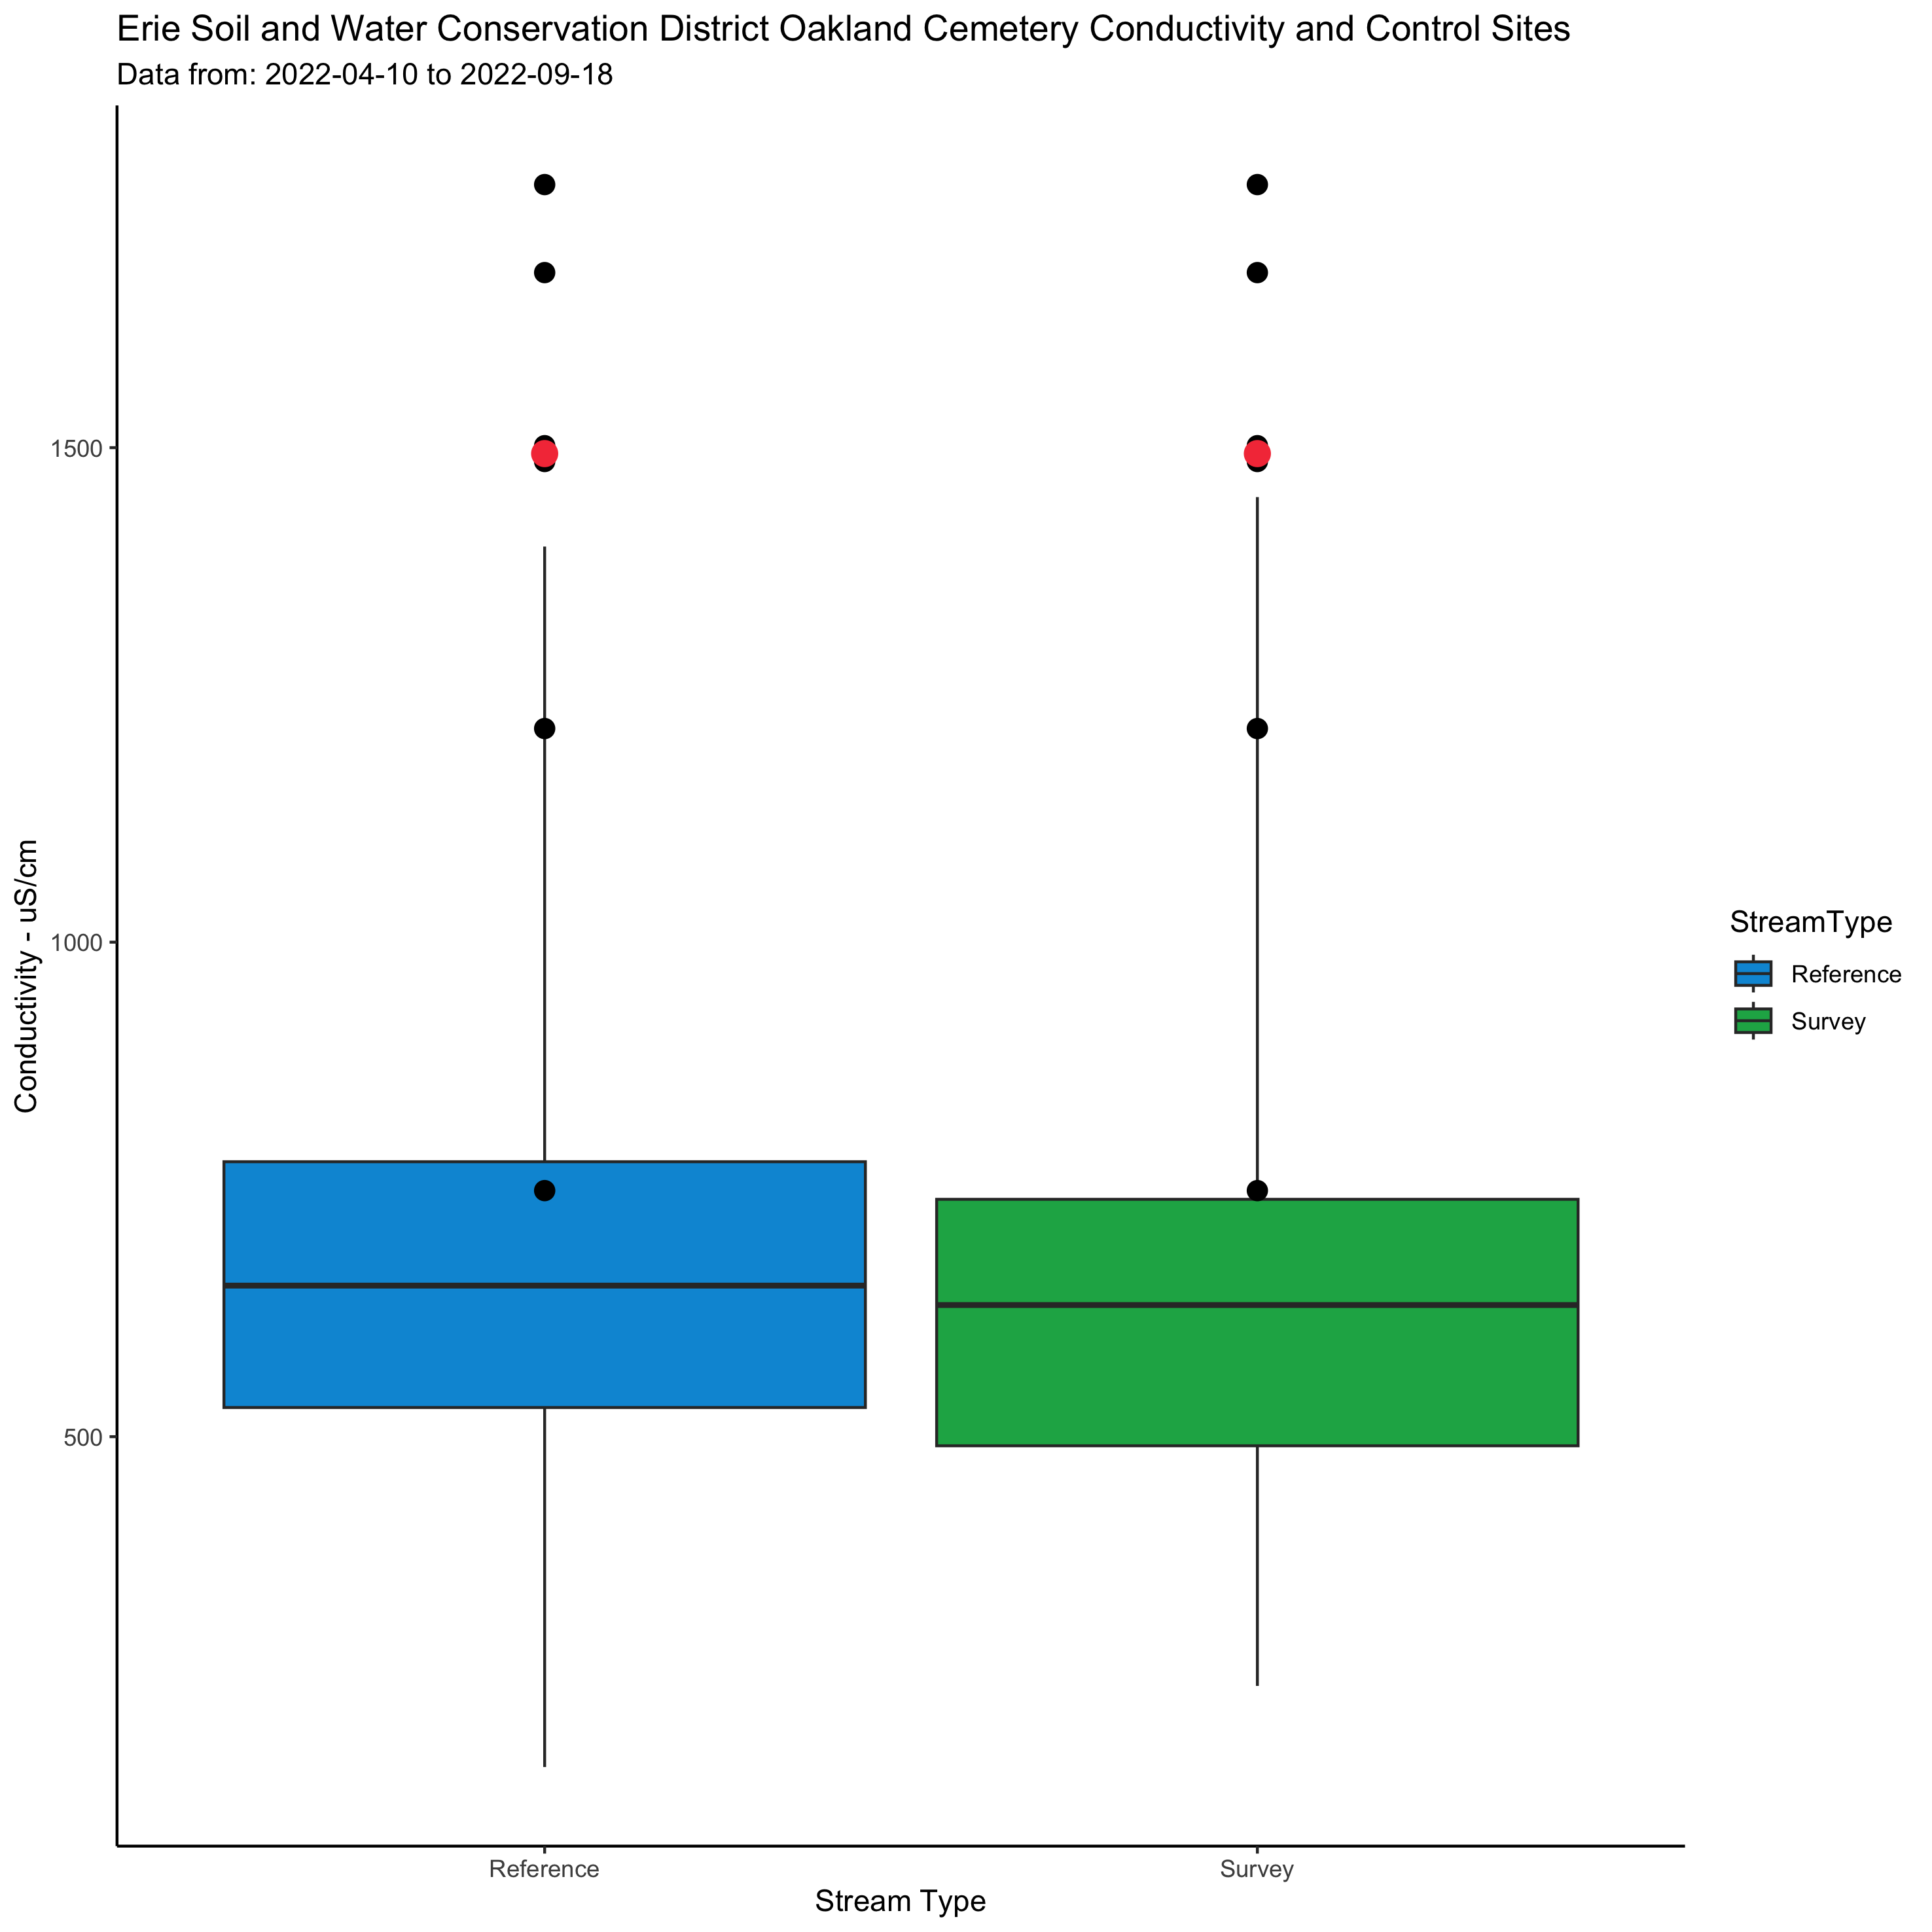 Erie Soil and Water Conservation District Oakland Cemetery Conductivity and Control Sites
Data from: 2022-04-10 to 2022-09-18
Conductivity - uS/cm
1500
1000
500
Reference
Survey
Stream Type
StreamType
Reference
Survey